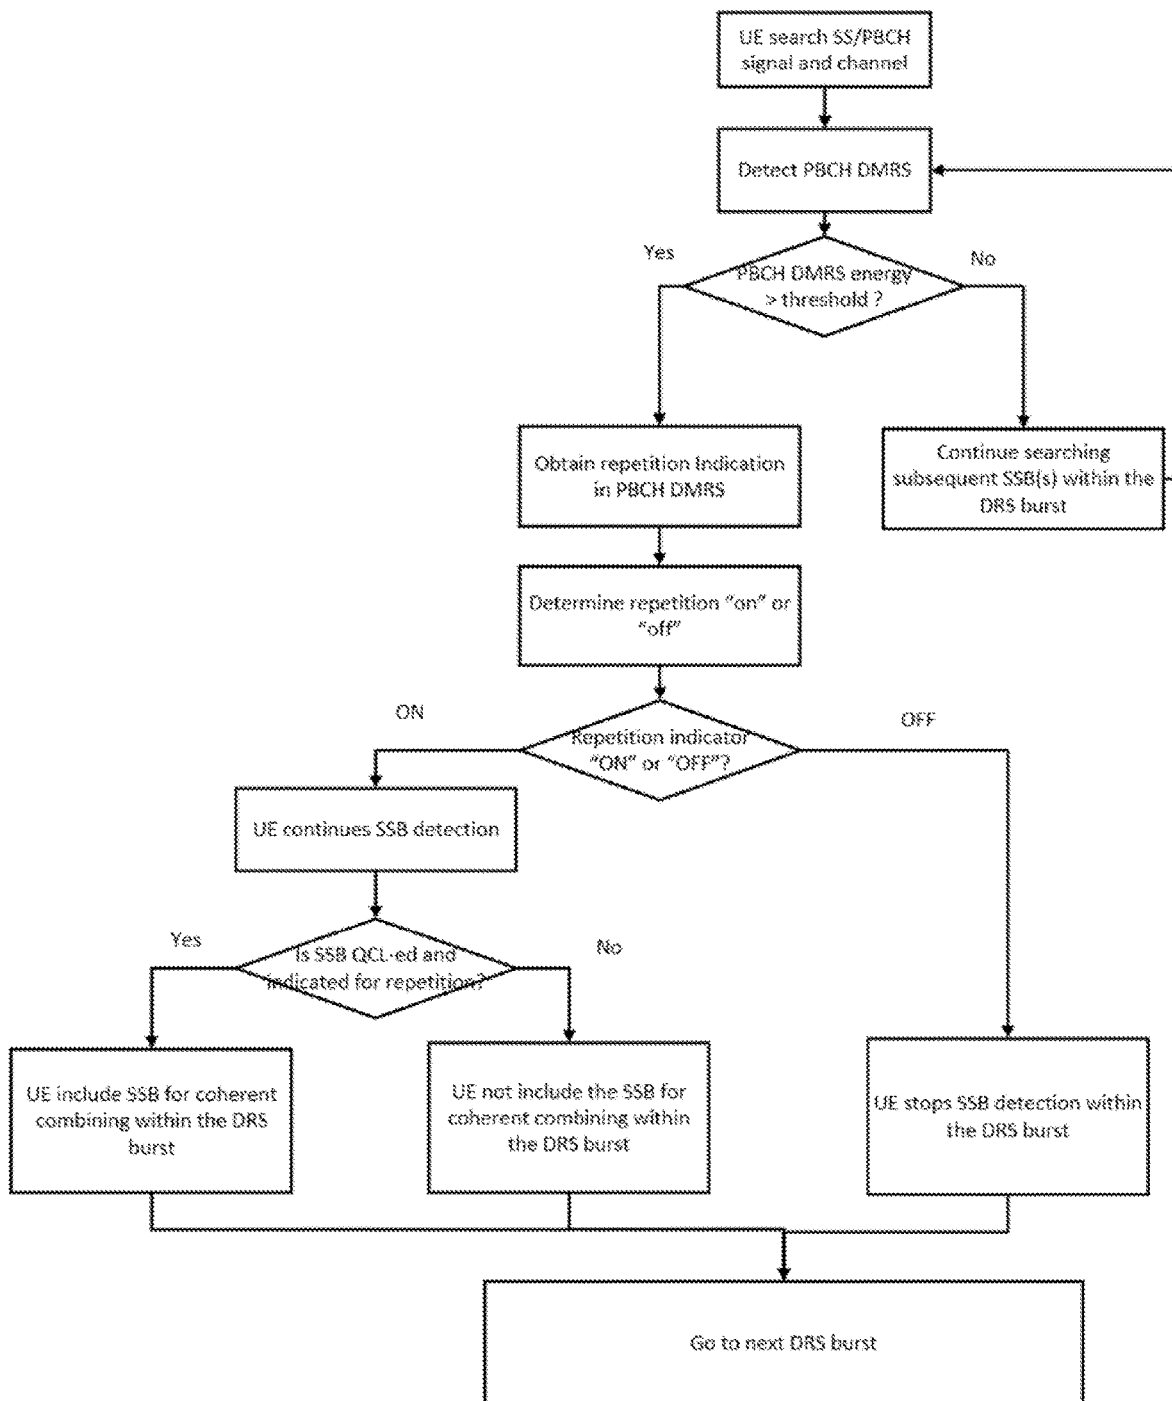 UE search SS/PBCH
signal and channel
Detect PBCH DMRS
Yes
No
PBCH DMRS energy
> threshold ?
Obtain repetition Indication
in PBCH DMRS
Continue searching
subsequent SSB(s) within the
DRS burst
Determine repetition “on” or
“off”
ON
OFF
Repetition indicator
“ON” or “OFF”?
UE continues SSB detection
Yes
No
Is SSB QCL-ed and
indicated for repetition?
UE include SSB for coherent
combining within the DRS
burst
UE not include the SSB for
coherent combining within
the DRS burst
UE stops SSB detection within
the DRS burst
Go to next DRS burst